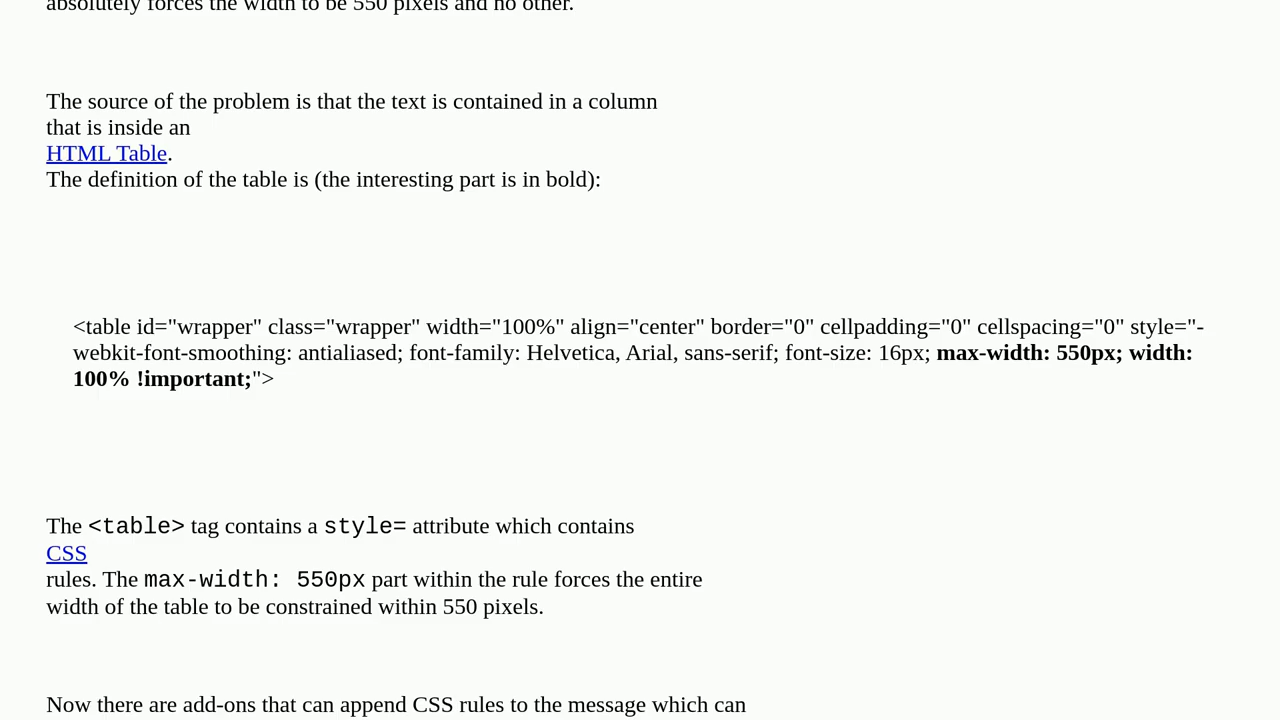 absolutely forces the width to be 550 pixels and no other.
The source of the problem is that the text is contained in a column
that is inside an
HTML Table.
The definition of the table is (the interesting part is in bold):
<table id="wrapper" class="wrapper" width="100%" align="center" border="0" cellpadding="0" cellspacing="0" style="-
webkit-font-smoothing: antialiased; font-family: Helvetica, Arial, sans-serif; font-size: 16px; max-width: 550px; width:
100% !important;">
The <table> tag contains a style= attribute which contains
CSS
rules. The max-width: 550px part within the rule forces the entire
width of the table to be constrained within 550 pixels.
Now there are add-ons that can append CSS rules to the message which can